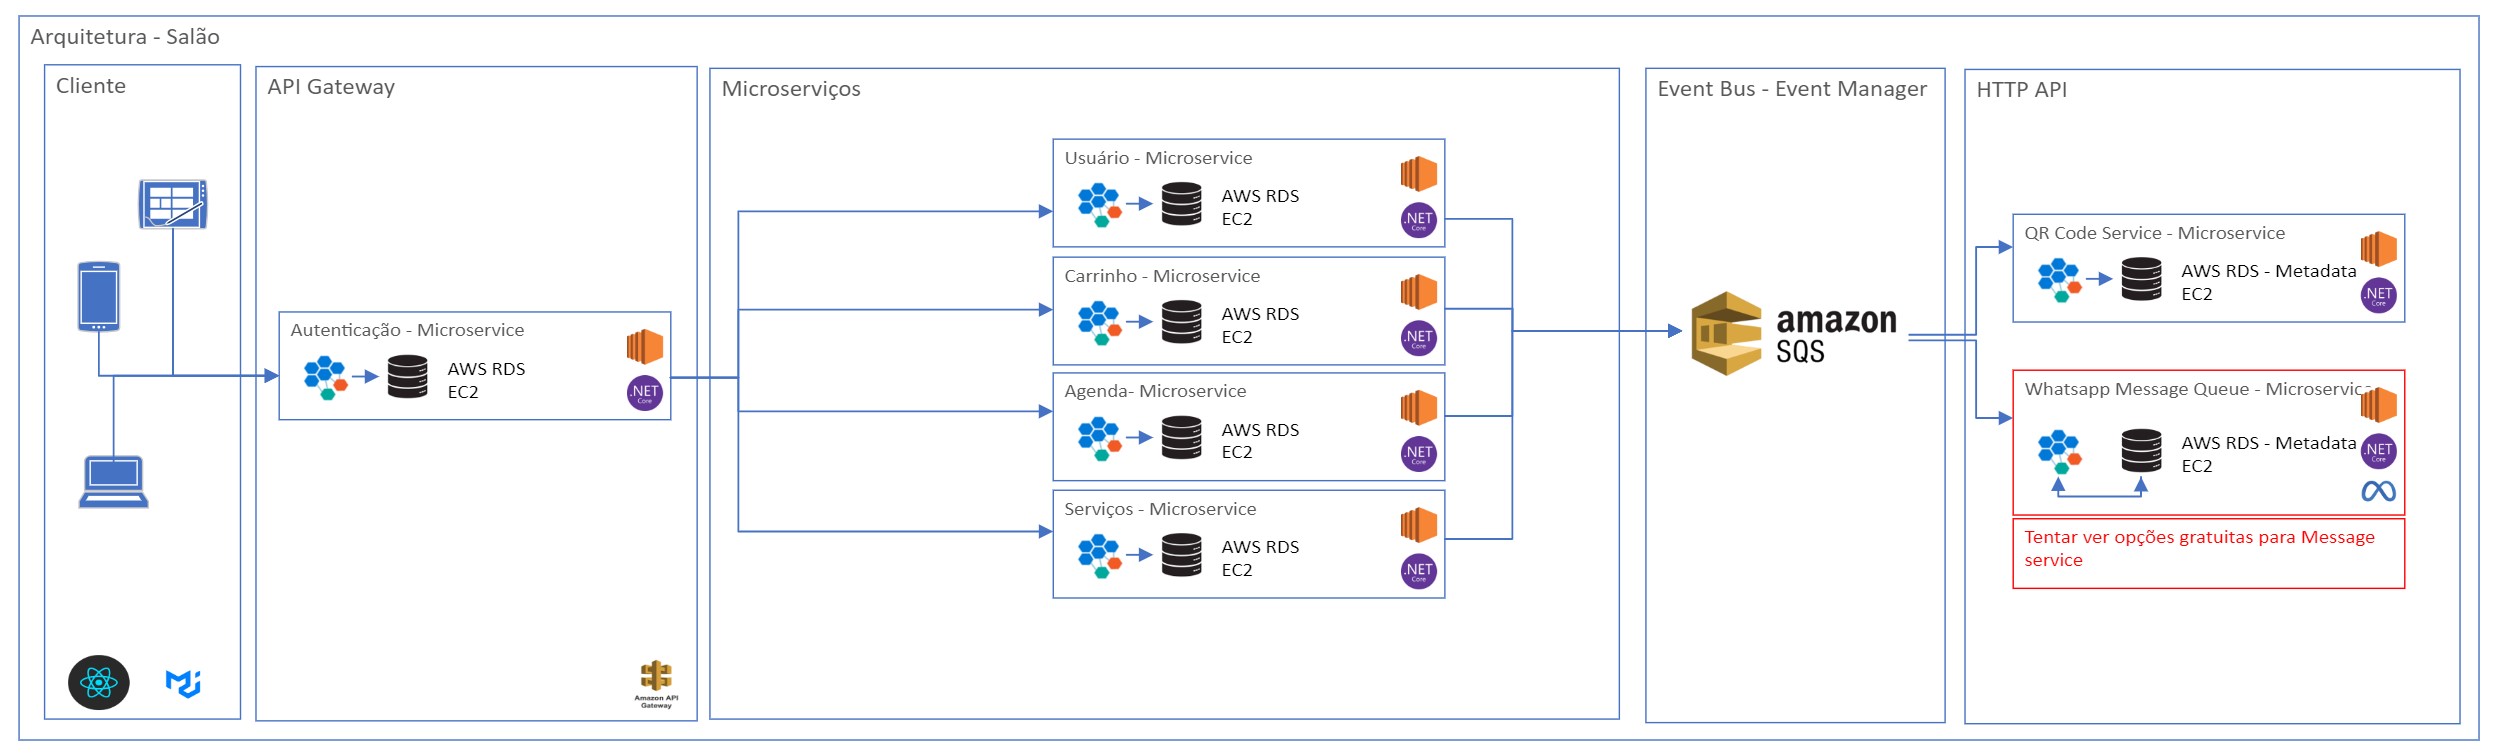 Arquitetura - Salão
Cliente
API Gateway
Autenticação - Microservice
AWS RDS
EC2
.NET
Core
Amazon API
Gateway
Microserviços
Usuário - Microservice
AWS RDS
EC2
.NET
Core
Carrinho - Microservice
AWS RDS
EC2
.NET
Core
Agenda- Microservice
AWS RDS
EC2
.NET
Core
Serviços - Microservice
AWS RDS
EC2
.NET
Core
Event Bus - Event Manager
amazon
SQS
HTTP API
QR Code Service - Microservice
AWS RDS - Metadata
EC2
.NET
Core
Whatsapp Message Queue - Microservice
AWS RDS - Metadata
EC2
.NET
Core
Tentar ver opções gratuitas para Message
service